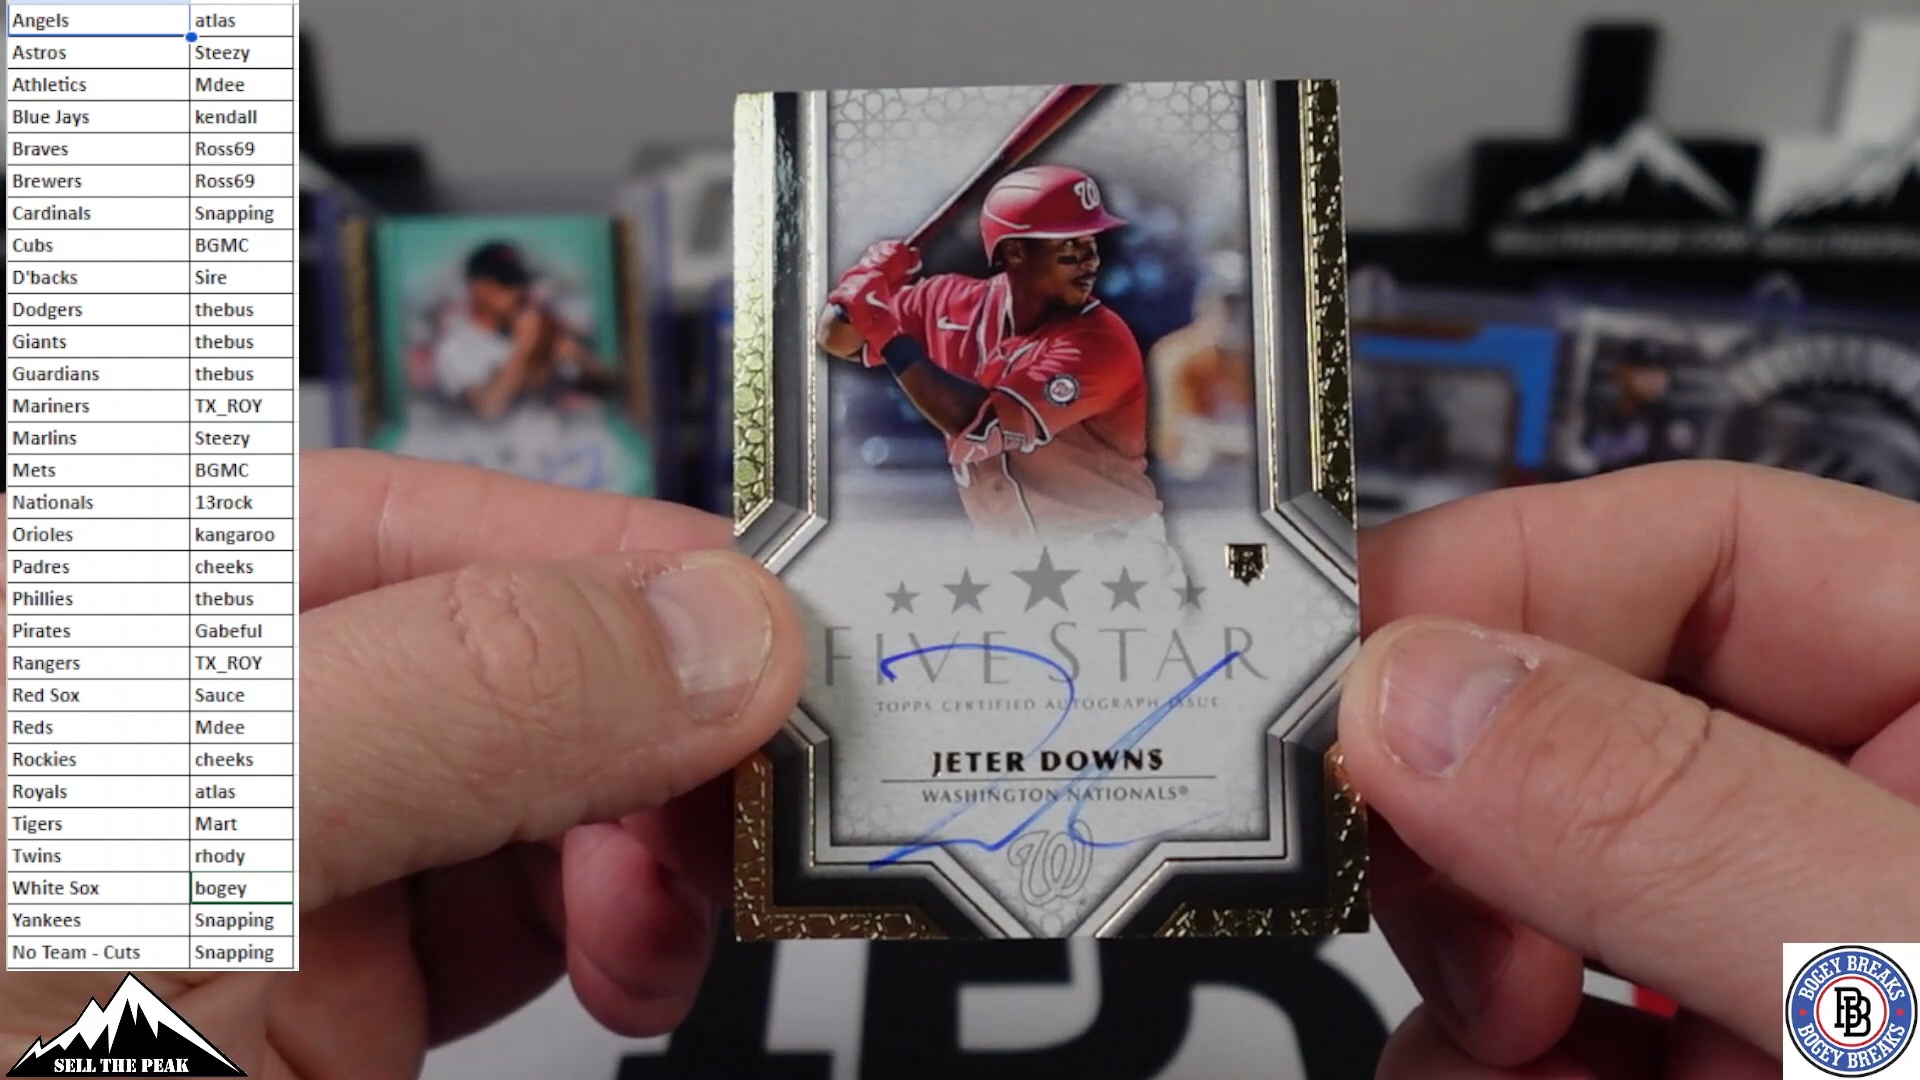 Angels atlas
Astros Steezy
Athletics Mdee
Blue Jays kendall
Braves Ross69
Brewers Ross69
Cardinals Snapping
Cubs BGMC
D'backs Sire
Dodgers thebus
Giants thebus
Guardians thebus
Mariners TX_ROY
Marlins Steezy
Mets BGMC
Nationals 13rock
Orioles kangaroo
Padres cheeks
Phillies thebus
Pirates Gabeful
Rangers TX_ROY
Red Sox Sauce
Reds Mdee
Rockies cheeks
Royals atlas
Tigers Mart
Twins rhody
White Sox bogey
Yankees Snapping
No Team - Cuts Snapping
SELL THE PEAK
W
FIVE STAR
TOPPS CERTIFIED AUTOGRAPH ISSUE
JETER DOWNS
WASHINGTON NATIONALS®
W
BOGEY BREAKS
BB
BOGEY BREAKS